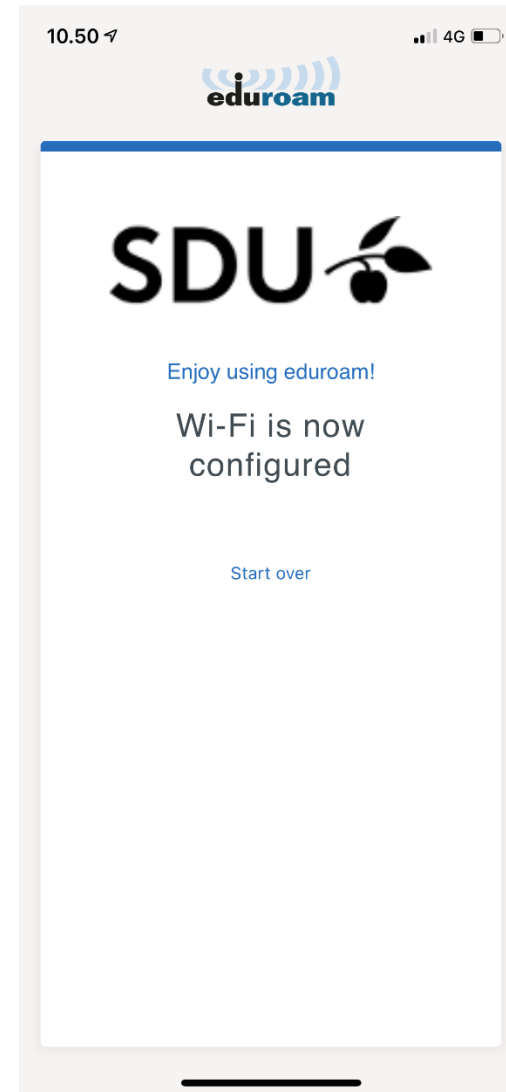 10.50
4G
eduroam
SDU
Enjoy using eduroam!
Wi-Fi is now
configured
Start over